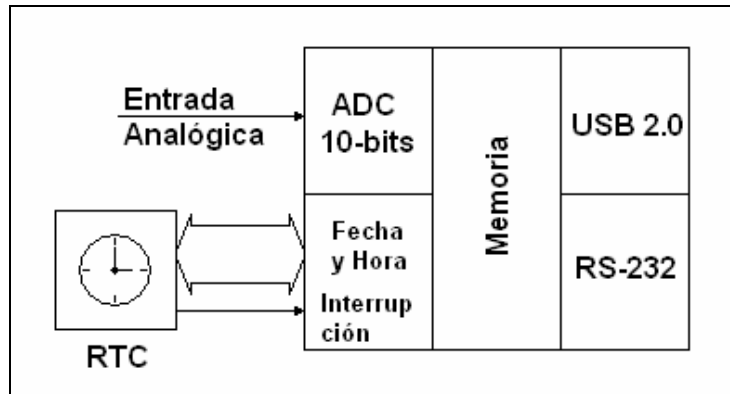 Entrada
Analógica
ADC
10-bits
Memoria
USB 2.0
Fecha
y Hora
Interrup
ción
RS-232
RTC